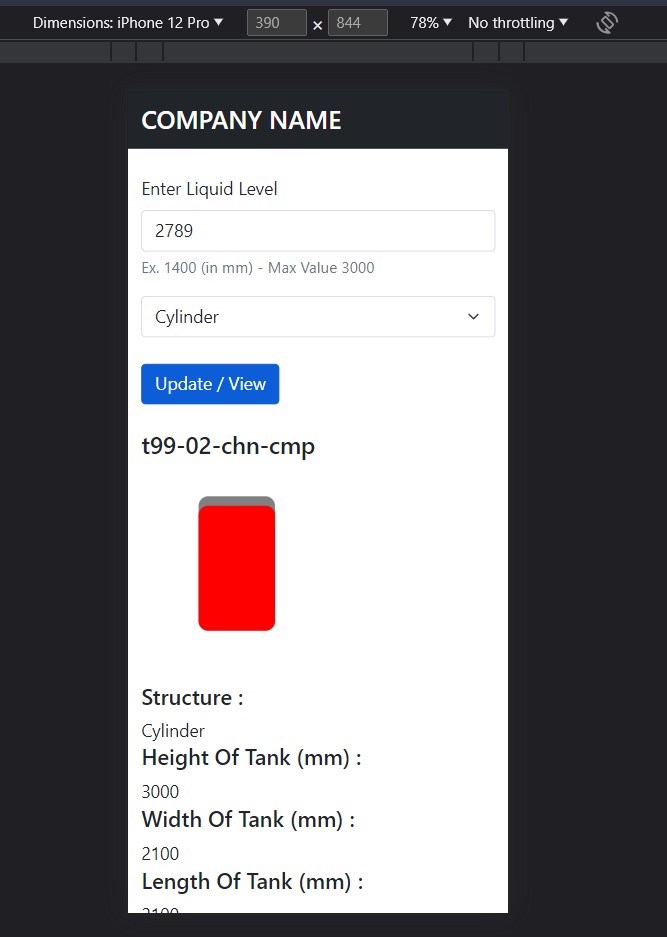 Dimensions: iPhone 12 Pro ▼ 390 × 844 78% ▼ No throttling ▼
COMPANY NAME
Enter Liquid Level
2789
Ex. 1400 (in mm) - Max Value 3000
Cylinder
Update / View
t99-02-chn-cmp
Structure :
Cylinder
Height Of Tank (mm) :
3000
Width Of Tank (mm) :
2100
Length Of Tank (mm) :